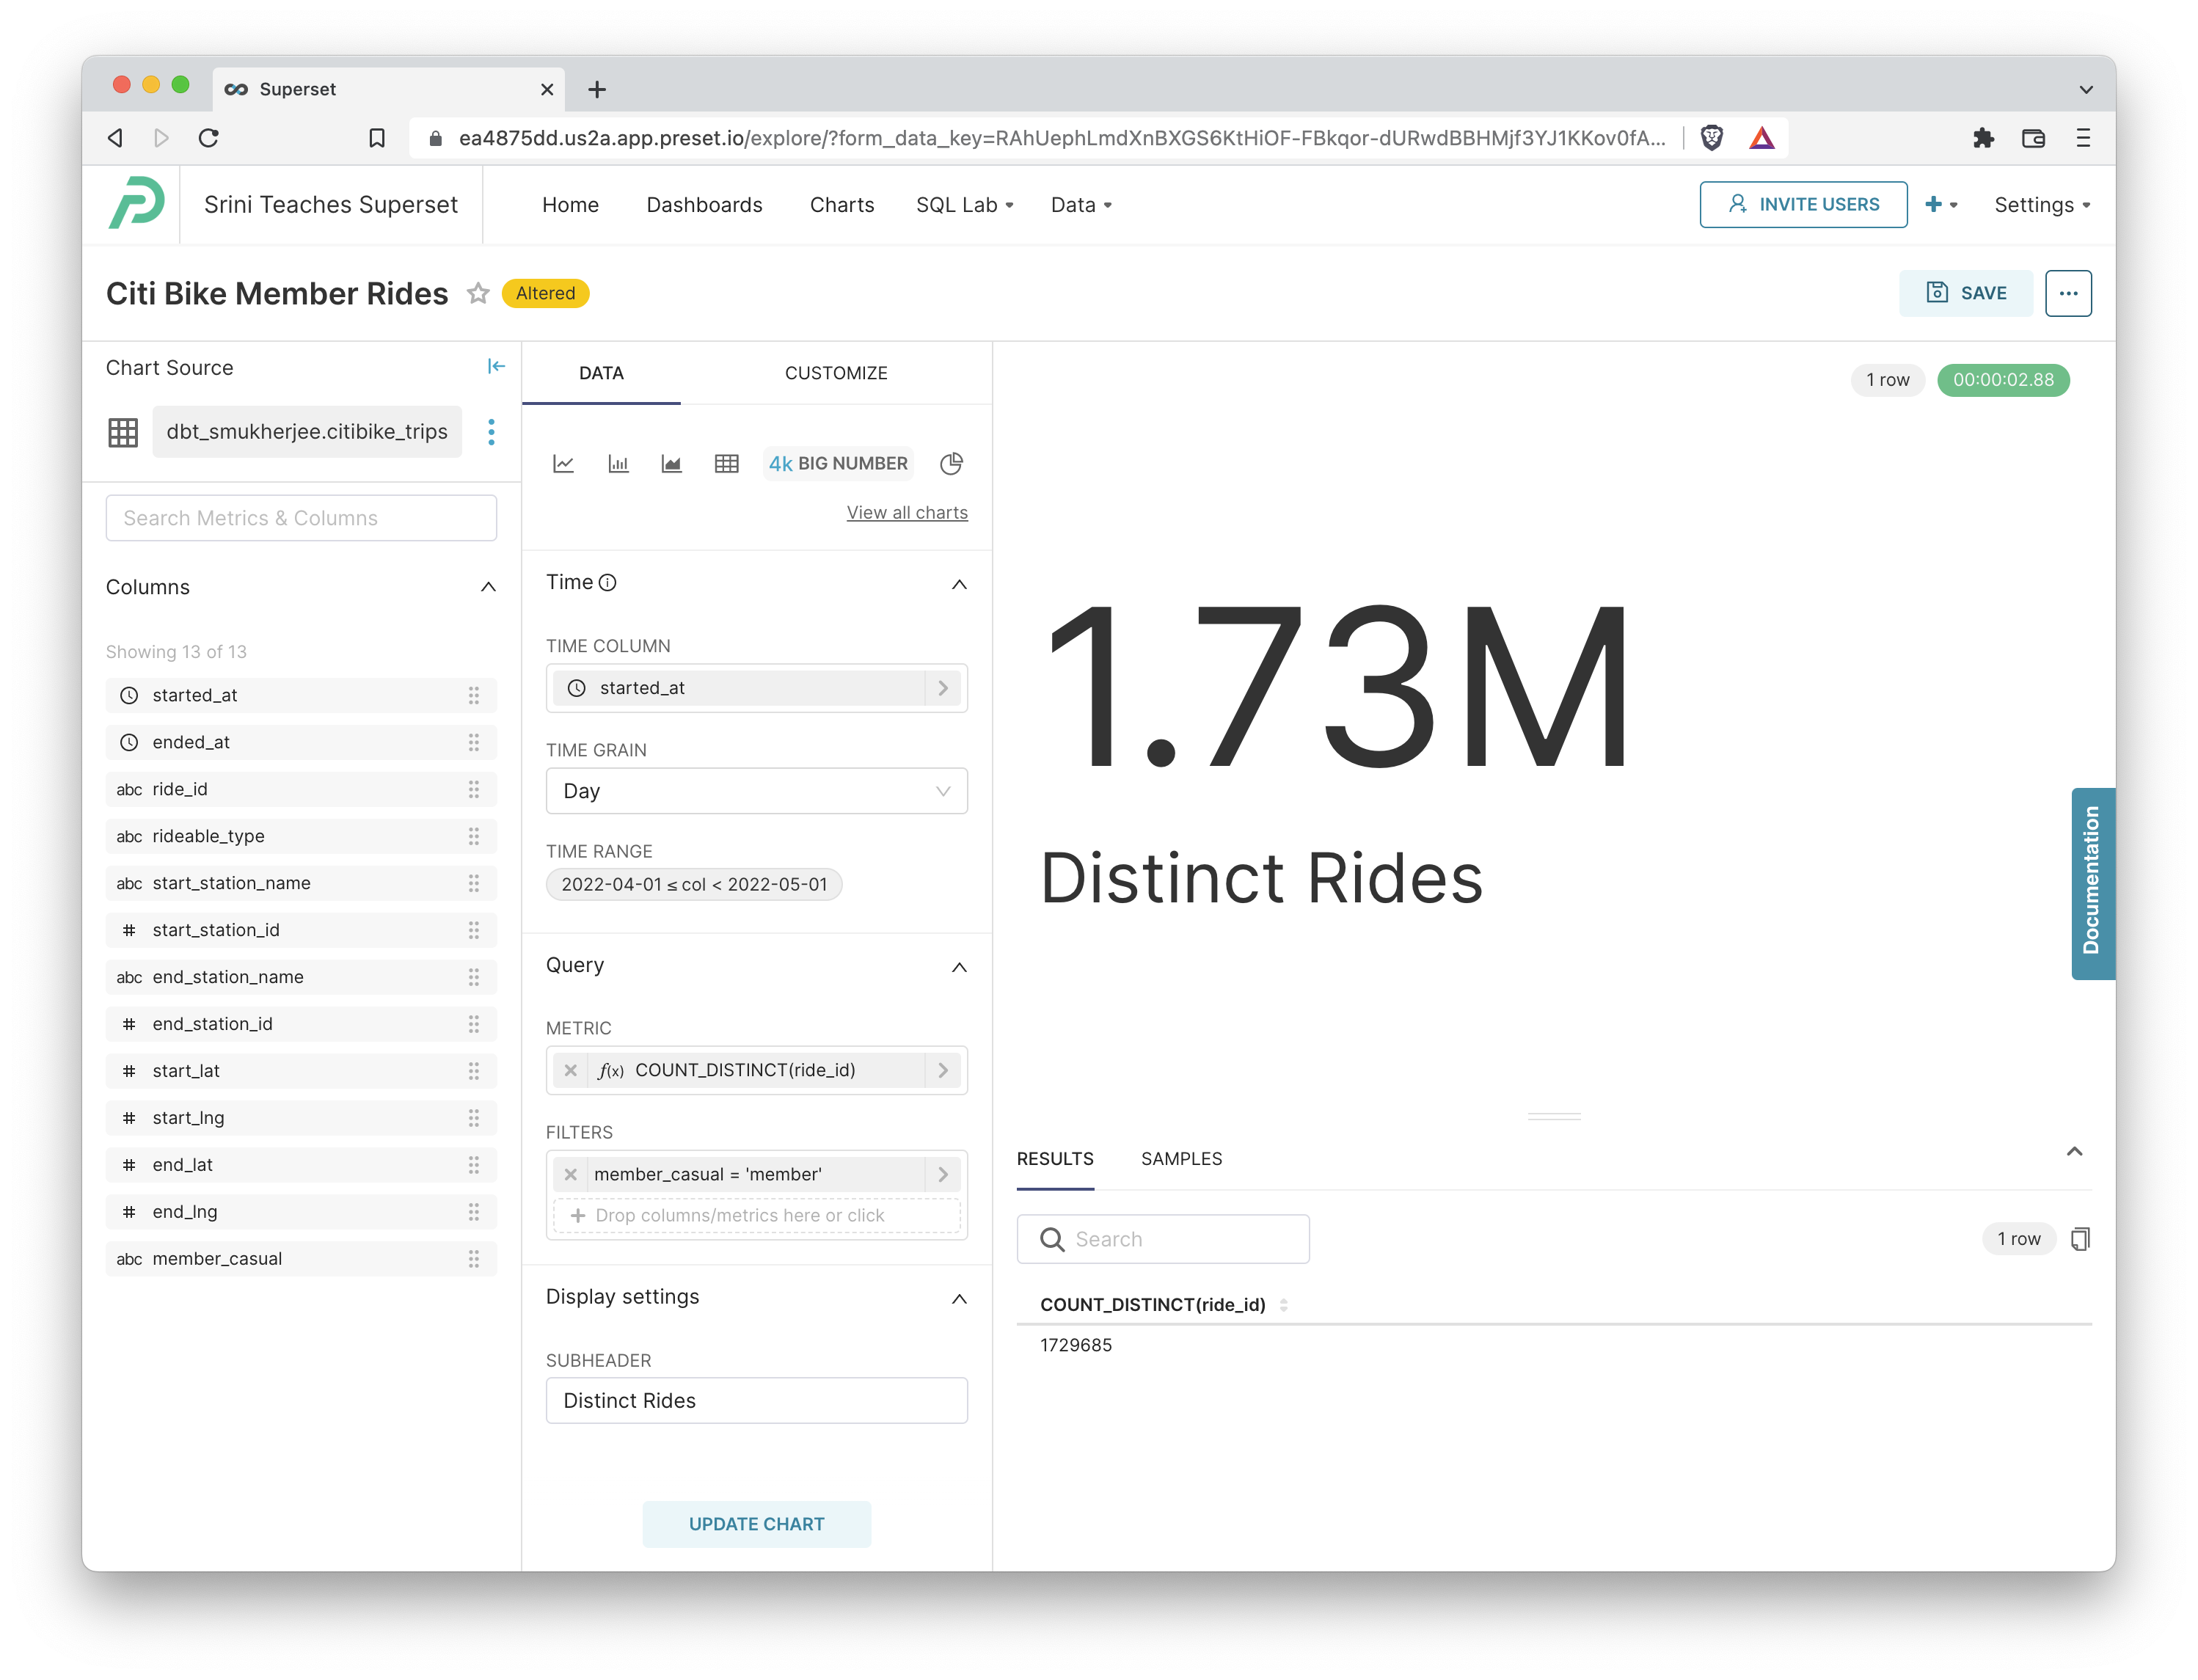 Superset
ea4875dd.us2a.app.preset.io/explore/?form_data_key=RAhUephLmdXnBXGS6KtHiOF-FBkqor-dURwdBBHMjf3YJ1KKov0fA...
Srini Teaches Superset
Home
Dashboards
Charts
SQL Lab
Data
INVITE USERS
Settings
Citi Bike Member Rides
Altered
SAVE
Chart Source
dbt_smukherjee.citibike_trips
Search Metrics & Columns
Columns
Showing 13 of 13
started_at
ended_at
abc ride_id
abc rideable_type
abc start_station_name
# start_station_id
abc end_station_name
# end_station_id
# start_lat
# start_lng
# end_lat
# end_lng
abc member_casual
DATA
CUSTOMIZE
4k BIG NUMBER
View all charts
Time
TIME COLUMN
started_at
TIME GRAIN
Day
TIME RANGE
2022-04-01 ≤ col < 2022-05-01
Query
METRIC
f(x) COUNT_DISTINCT(ride_id)
FILTERS
member_casual = 'member'
+ Drop columns/metrics here or click
Display settings
SUBHEADER
Distinct Rides
UPDATE CHART
1 row
00:00:02.88
1.73M
Distinct Rides
Documentation
RESULTS
SAMPLES
Search
1 row
COUNT_DISTINCT(ride_id)
1729685